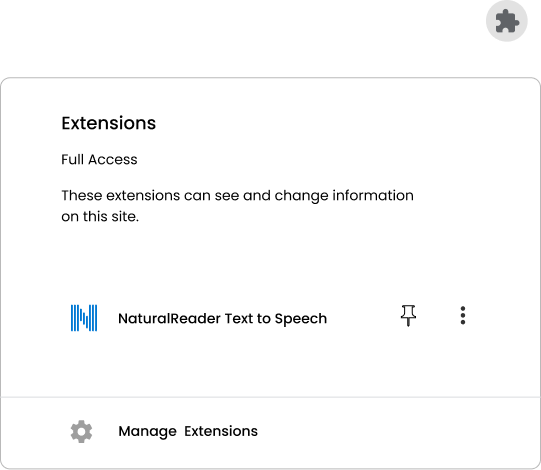 Extensions
Full Access
These extensions can see and change information
on this site.
NaturalReader Text to Speech
Manage Extensions